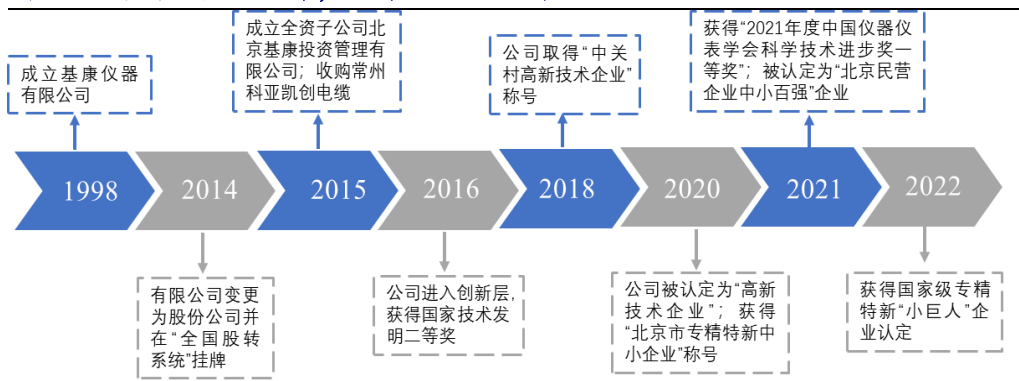 成立基康仪器
有限公司
成立全资子公司北
京基康投资管理有
限公司；收购常州
科亚凯创电缆
公司取得“中关
村高新技术企业”
称号
获得“2021年度中国仪器仪
表学会科学技术进步奖一
等奖”；被认定为“北京民营
企业中小百强”企业
1998
2014
2015
2016
2018
2020
2021
2022
有限公司变更
为股份公司并
在“全国股转
系统”挂牌
公司进入创新层,
获得国家技术发
明二等奖
公司被认定为“高新
技术企业”；获得
“北京市专精特新中
小企业”称号
获得国家级专精
特新“小巨人”企
业认定